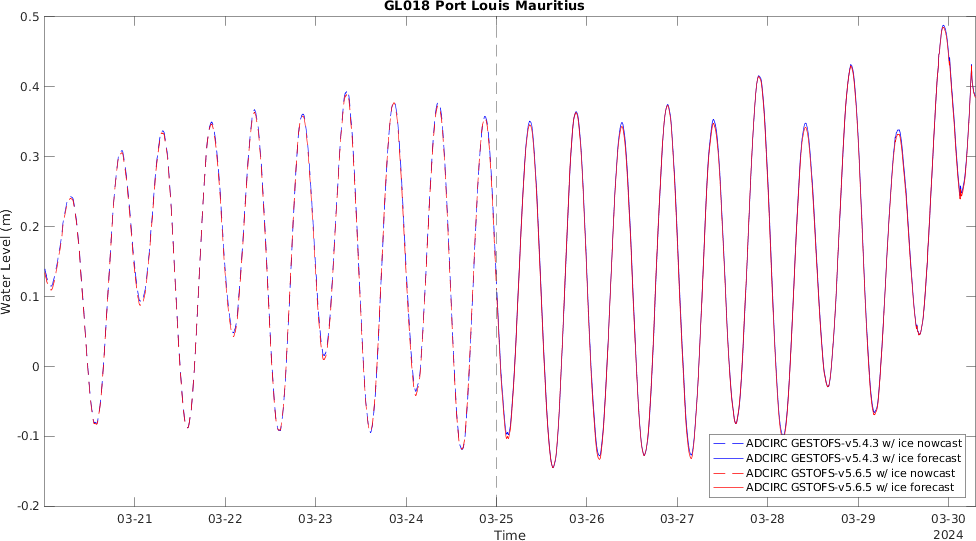 GL018 Port Louis Mauritius
0.5
0.4
0.3
0.2
0.1
0
-0.1
-0.2
Water Level (m)
ADCIRC GESTOFS-v5.4.3 w/ ice nowcast
ADCIRC GESTOFS-v5.4.3 w/ ice forecast
ADCIRC GSTOFS-v5.6.5 w/ ice nowcast
ADCIRC GSTOFS-v5.6.5 w/ ice forecast
03-21 03-22 03-23 03-24 03-25 03-26 03-27 03-28 03-29 03-30
Time 2024